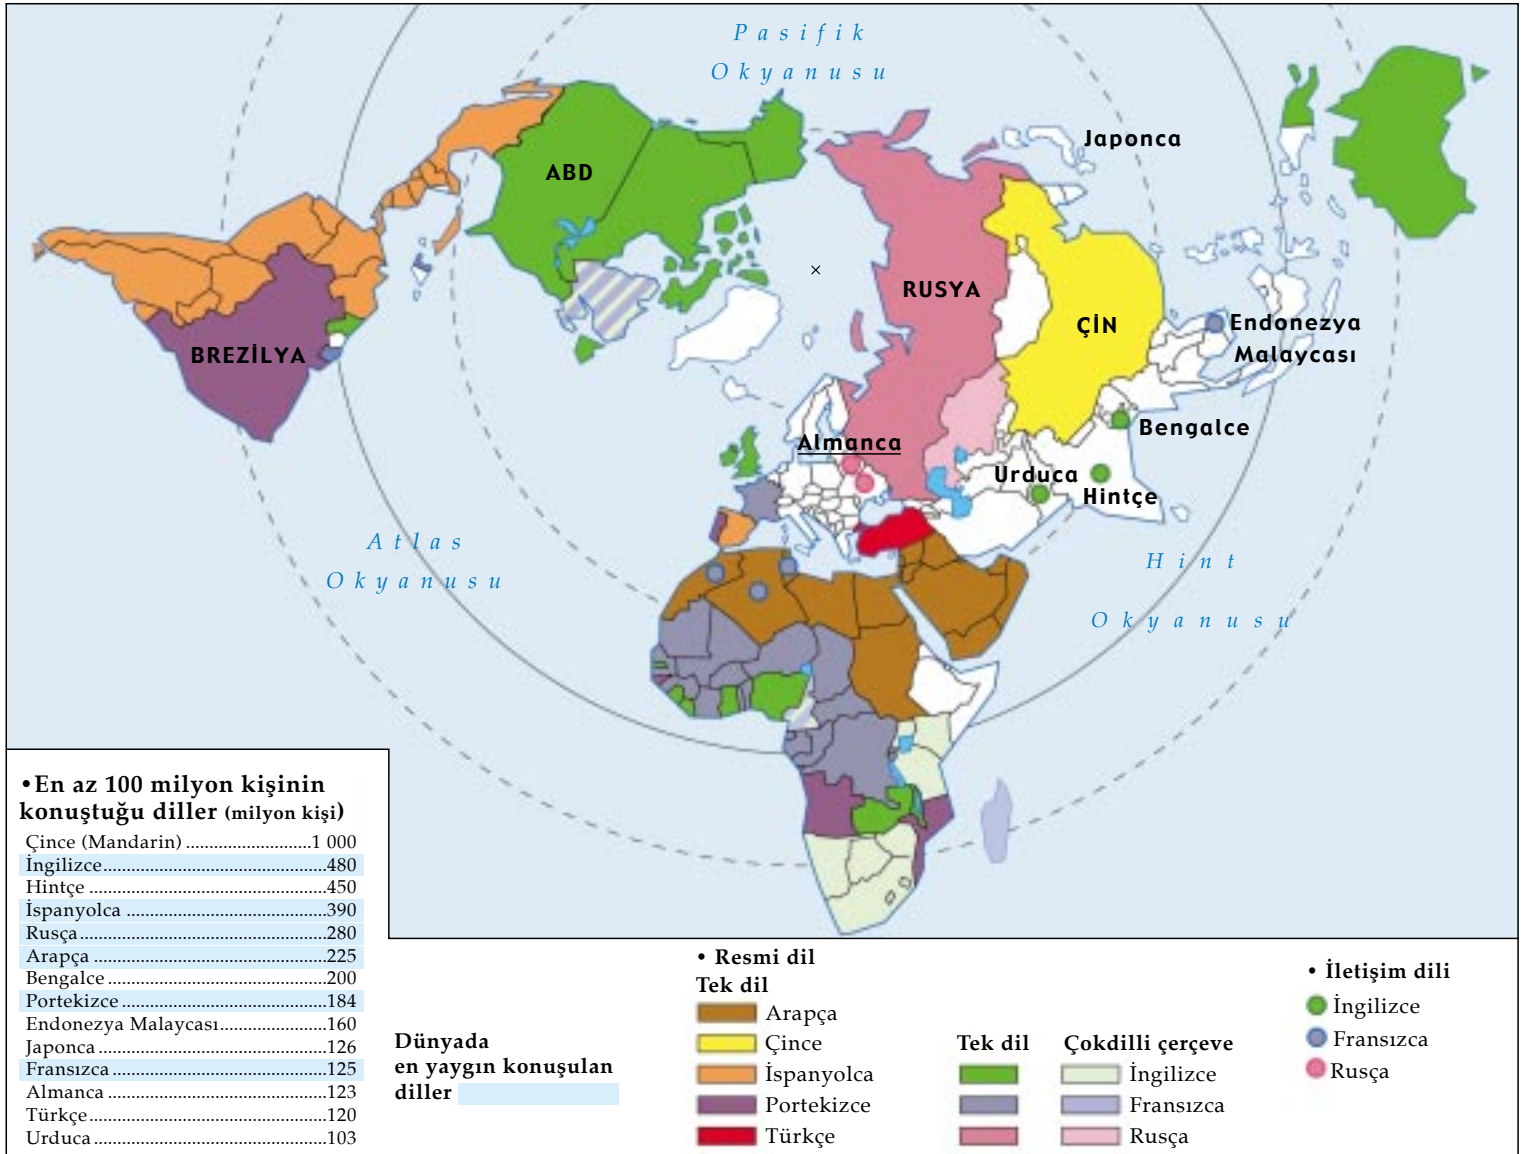 Pasifik
Okyanusu
Japonca
ABD
RUSYA
ÇİN
BREZİLYA
Endonezya
Malaycası
Bengalce
Almanca
Urduca
Hintçe
Atlas
Okyanusu
Hint
Okyanusu
•En az 100 milyon kişinin
konuştuğu diller (milyon kişi)
Çince (Mandarin) ..........................1 000
İngilizce...............................................480
Hintçe ..................................................450
İspanyolca ..........................................390
Rusça....................................................280
Arapça .................................................225
Bengalce ..............................................200
Portekizce ...........................................184
Endonezya Malaycası.......................160
Japonca ................................................126
Fransızca .............................................125
Almanca ..............................................123
Türkçe..................................................120
Urduca .................................................103
Dünyada
en yaygın konuşulan
diller
• Resmi dil
Tek dil
Arapça
Çince
İspanyolca
Portekizce
Türkçe
Tek dil Çokdilli çerçeve
İngilizce
Fransızca
Rusça
• İletişim dili
İngilizce
Fransızca
Rusça